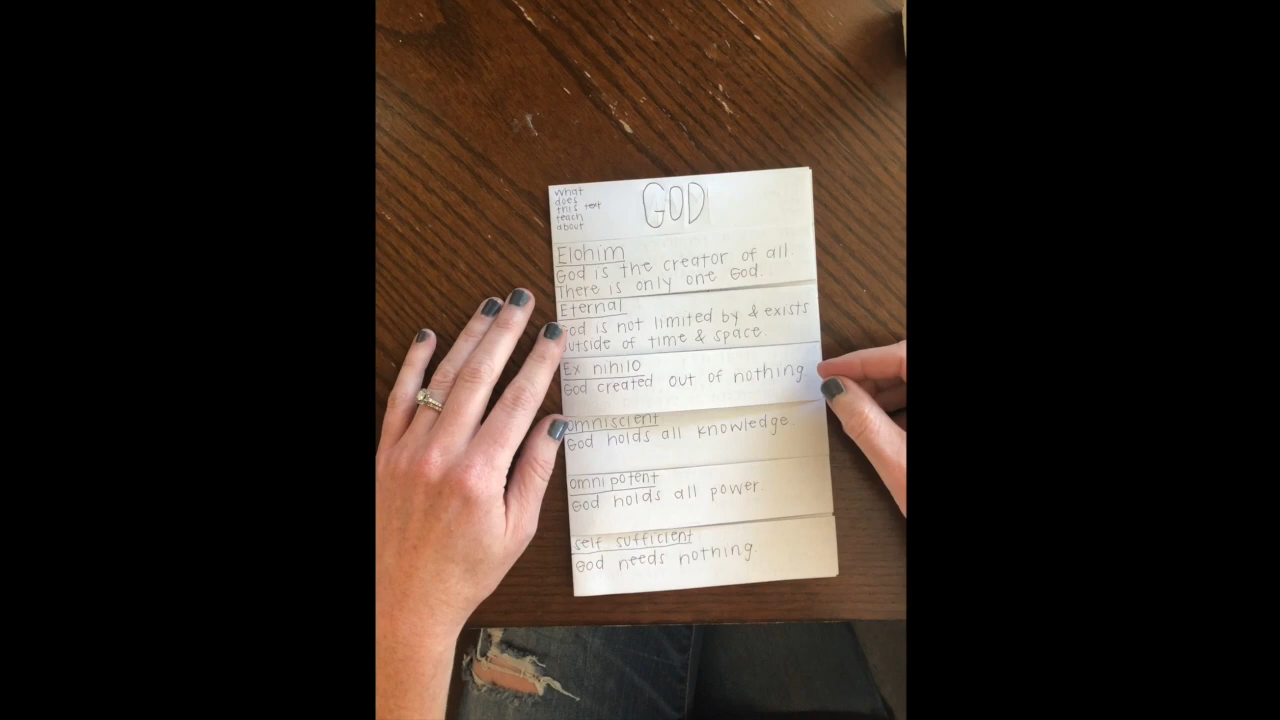 what
does
this text
teach
about
GOD
Elohim
God is the creator of all.
There is only one God.
Eternal
God is not limited by & exists
outside of time & space.
Ex nihilo
God created out of nothing
omniscient
God holds all knowledge.
omnipotent
God holds all power.
self sufficient
God needs nothing.